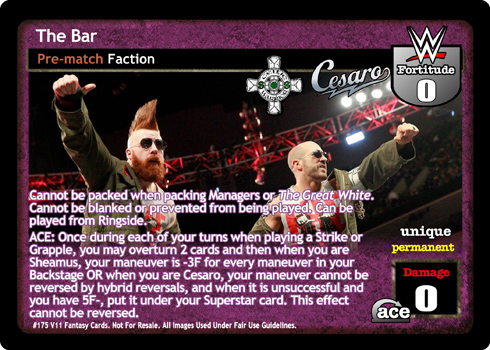 The Bar
Pre-match Faction
Cesaro
Fortitude
0
Cannot be packed when packing Managers or The Great White.
Cannot be blanked or prevented from being played. Can be
played from Ringside.
ACE: Once during each of your turns when playing a Strike or
Grapple, you may overturn 2 cards and then when you are
Sheamus, your maneuver is -3F for every maneuver in your
Backstage OR when you are Cesaro, your maneuver cannot be
reversed by hybrid reversals, and when it is unsuccessful and
you have 5F-, put it under your Superstar card. This effect
cannot be reversed.
unique
permanent
Damage
0
ace
#175 V11 Fantasy Cards. Not For Resale. All Images Used Under Fair Use Guidelines.